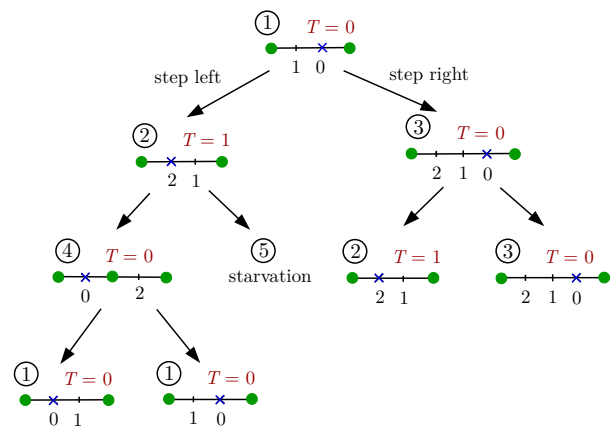 1 T = 0
1 0
step left step right
2 T = 1
2 1
3 T = 0
2 1 0
4 T = 0
0 2
5
starvation
2 T = 1
2 1
3 T = 0
2 1 0
1 T = 0
0 1
1 T = 0
1 0